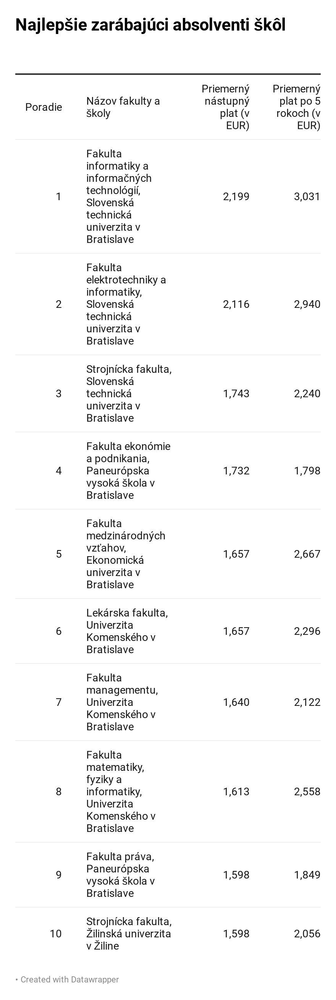 Najlepšie zarábajúci absolventi škôl
Poradie
Názov fakulty a
školy
Priemerný
nástupný
plat (v
EUR)
Priemerný
plat po 5
rokoch (v
EUR)
1
Fakulta
informatiky a
informačných
technológií,
Slovenská
technická
univerzita v
Bratislave
2,199
3,031
2
Fakulta
elektrotechniky a
informatiky,
Slovenská
technická
univerzita v
Bratislave
2,116
2,940
3
Strojnícka fakulta,
Slovenská
technická
univerzita v
Bratislave
1,743
2,240
4
Fakulta ekonómie
a podnikania,
Paneurópska
vysoká škola v
Bratislave
1,732
1,798
5
Fakulta
medzinárodných
vzťahov,
Ekonomická
univerzita v
Bratislave
1,657
2,667
6
Lekárska fakulta,
Univerzita
Komenského v
Bratislave
1,657
2,296
7
Fakulta
managementu,
Univerzita
Komenského v
Bratislave
1,640
2,122
8
Fakulta
matematiky,
fyziky a
informatiky,
Univerzita
Komenského v
Bratislave
1,613
2,558
9
Fakulta práva,
Paneurópska
vysoká škola v
Bratislave
1,598
1,849
10
Strojnícka fakulta,
Žilinská univerzita
v Žiline
1,598
2,056
• Created with Datawrapper